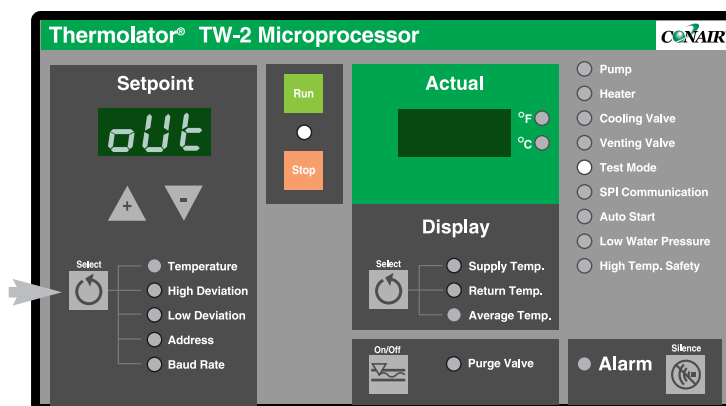 Thermolator® TW-2 Microprocessor
CONAIR
Setpoint
oUt
+
-
Select
Temperature
High Deviation
Low Deviation
Address
Baud Rate
Run
Stop
Actual
°F
°C
Display
Select
Supply Temp.
Return Temp.
Average Temp.
On/Off
Purge Valve
Pump
Heater
Cooling Valve
Venting Valve
Test Mode
SPI Communication
Auto Start
Low Water Pressure
High Temp. Safety
Alarm
Silence